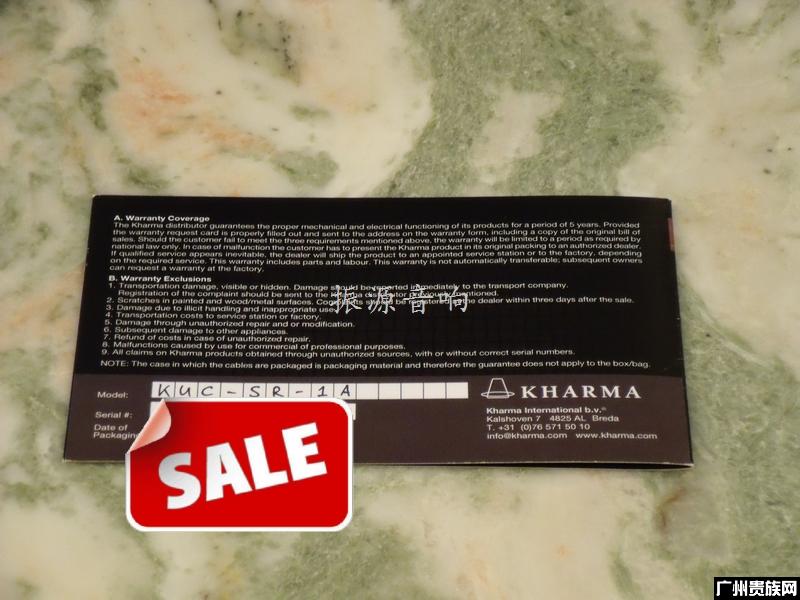 A. Warranty Coverage
The Kharma distributor guarantees the proper mechanical and electrical functioning of its products for a period of 5 years. Provided
the warranty request card is properly filled out and sent to the address on the warranty form, including a copy of the original bill of
sales. Should the customer fail to meet the three requirements mentioned above, the warranty will be limited to a period as required by
national law only. In case of malfunction the customer has to present the Kharma product in its original packing to an authorized dealer.
If qualified service appears inevitable, the dealer will ship the product to an appointed service station or to the factory, depending
on the required service. This warranty includes parts and labour. This warranty is not automatically transferable; subsequent owners
can request a warranty at the factory.
B. Warranty Exclusions
1. Transportation damage, visible or hidden. Damage should be reported immediately to the transport company.
Registration of the complaint should be sent to the Kharma distributor previously mentioned.
2. Scratches in painted and wood/metal surfaces. registered the dealer within three days after the sale.
3. Damage due to illicit handling and inappropriate use.
4. Transportation costs to service station or factory.
5. Damage through unauthorized repair and or modification.
6. Subsequent damage to other appliances.
7. Refund of costs in case of unauthorized repair.
8. Malfunctions caused by use for commercial of professional purposes.
9. All claims on Kharma products obtained through unauthorized sources, with or without correct serial numbers.
NOTE: The case in which the cables are packaged is packaging material and therefore the guarantee does not apply to the box/bag.
振源音响
Model: KUC-SR-1A
Serial #:
Date of
Packaging
KHARMA
Kharma International b.v.®
Kalshoven 7 4825 AL Breda
T. +31 (0)76 571 50 10
info@kharma.com www.kharma.com
SALE
广州贵族网